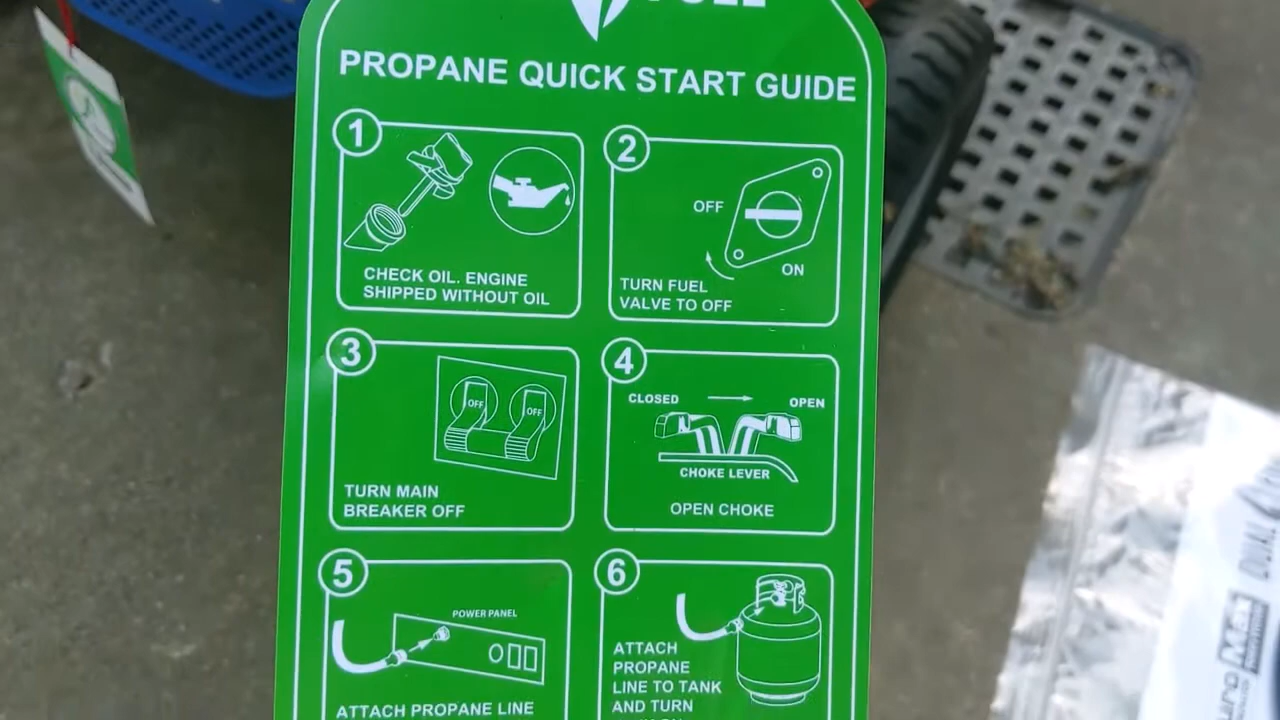 PROPANE QUICK START GUIDE
1
CHECK OIL. ENGINE
SHIPPED WITHOUT OIL
2
OFF
ON
TURN FUEL
VALVE TO OFF
3
OFF
OFF
TURN MAIN
BREAKER OFF
4
CLOSED
OPEN
CHOKE LEVER
OPEN CHOKE
5
POWER PANEL
ATTACH PROPANE LINE
6
ATTACH
PROPANE
LINE TO TANK
AND TURN
DUAL